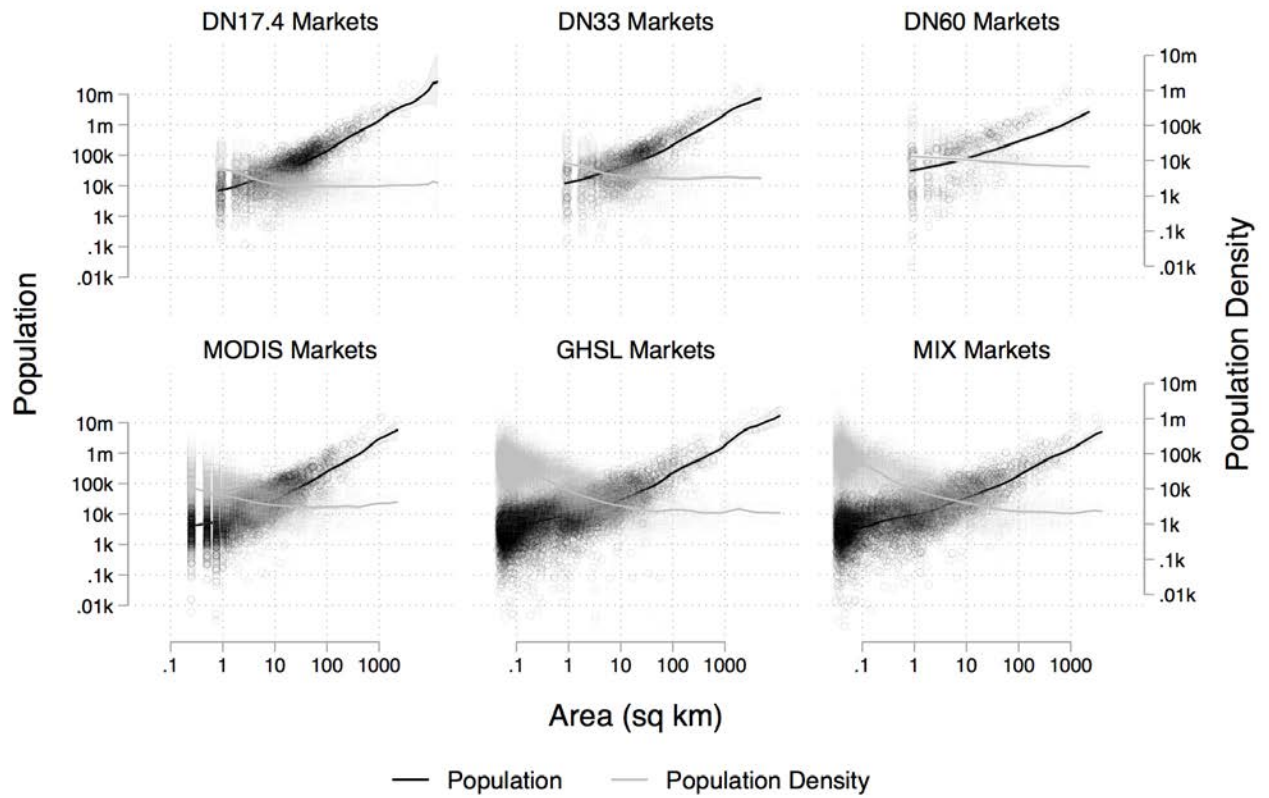 DN17.4 Markets DN33 Markets DN60 Markets
10m
1m
100k
10k
1k
.1k
.01k
10m
1m
100k
10k
1k
.1k
.01k
Population
Population Density
MODIS Markets GHSL Markets MIX Markets
10m
1m
100k
10k
1k
.1k
.01k
10m
1m
100k
10k
1k
.1k
.01k
.1 1 10 100 1000 .1 1 10 100 1000 .1 1 10 100 1000
Area (sq km)
Population Population Density